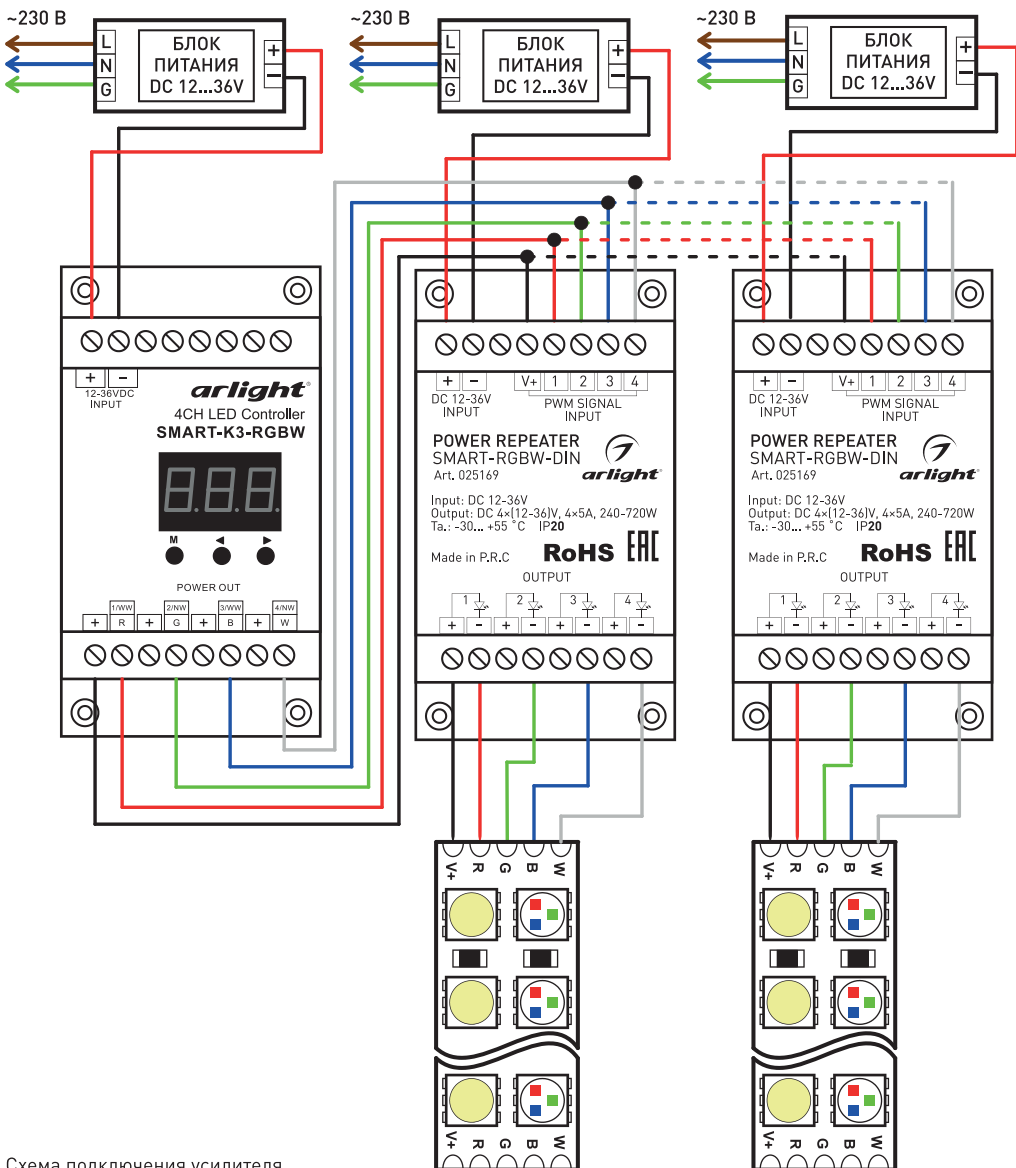 ~230 В
~230 В
~230 В
L
N
G
БЛОК
ПИТАНИЯ
DC 12...36V
+
−
L
N
G
БЛОК
ПИТАНИЯ
DC 12...36V
+
−
L
N
G
БЛОК
ПИТАНИЯ
DC 12...36V
+
−
+ −
12-36VDC
INPUT
arlight®
4CH LED Controller
SMART-K3-RGBW
8.8.8
M ◄ ►
POWER OUT
1/WW 2/NW 3/WW 4/NW
+ R + G + B + W
+ − V+ 1 2 3 4
DC 12-36V
INPUT
PWM SIGNAL
INPUT
POWER REPEATER
SMART-RGBW-DIN
Art. 025169
arlight®
Input: DC 12-36V
Output: DC 4×(12-36)V, 4×5A, 240-720W
Ta.: -30... +55 °C IP20
Made in P.R.C RoHS EAC
OUTPUT
1 2 3 4
+ − + − + − + −
+ − V+ 1 2 3 4
DC 12-36V
INPUT
PWM SIGNAL
INPUT
POWER REPEATER
SMART-RGBW-DIN
Art. 025169
arlight®
Input: DC 12-36V
Output: DC 4×(12-36)V, 4×5A, 240-720W
Ta.: -30... +55 °C IP20
Made in P.R.C RoHS EAC
OUTPUT
1 2 3 4
+ − + − + − + −
V+ R G B W
V+ R G B W
V+ R G B W
V+ R G B W
Схема подключения усилителя